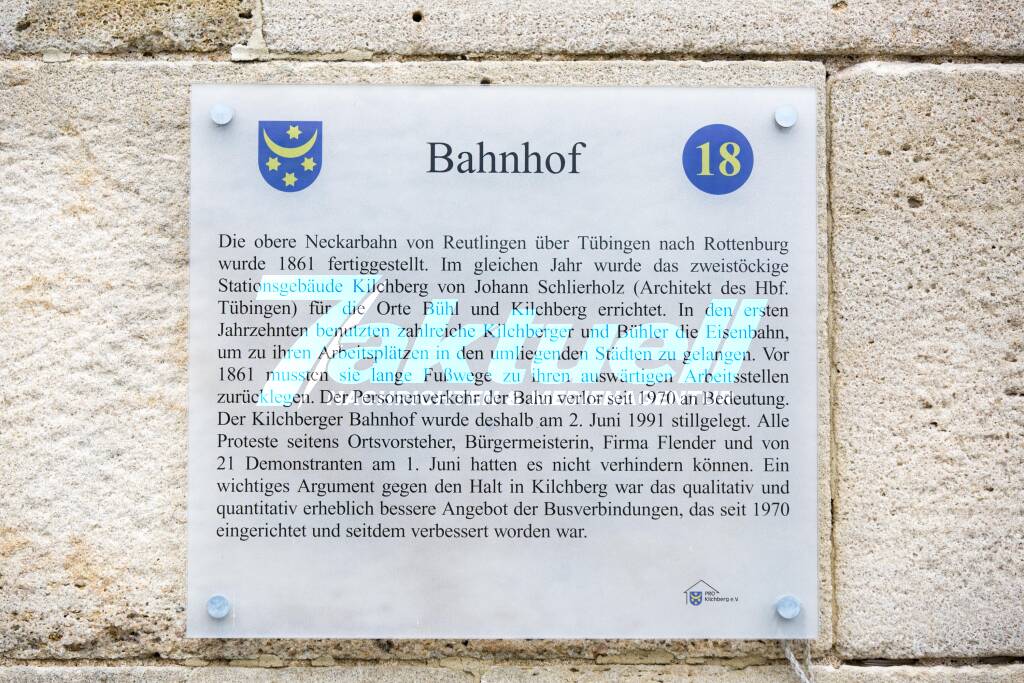 Bahnhof
18
Die obere Neckarbahn von Reutlingen über Tübingen nach Rottenburg
wurde 1861 fertiggestellt. Im gleichen Jahr wurde das zweistöckige
Stationsgebäude Kilchberg von Johann Schlierholz (Architekt des Hbf.
Tübingen) für die Orte Bühl und Kilchberg errichtet. In den ersten
Jahrzehnten benutzten zahlreiche Kilchberger und Bühler die Eisenbahn,
um zu ihren Arbeitsplätzen in den umliegenden Städten zu gelangen. Vor
1861 mussten sie lange Fußwege zu ihren auswärtigen Arbeitsstellen
zurücklegen. Der Personenverkehr der Bahn verlor seit 1970 an Bedeutung.
Der Kilchberger Bahnhof wurde deshalb am 2. Juni 1991 stillgelegt. Alle
Proteste seitens Ortsvorsteher, Bürgermeisterin, Firma Flender und von
21 Demonstranten am 1. Juni hatten es nicht verhindern können. Ein
wichtiges Argument gegen den Halt in Kilchberg war das qualitativ und
quantitativ erheblich bessere Angebot der Busverbindungen, das seit 1970
eingerichtet und seitdem verbessert worden war.
PRO
Kilchberg e.V.
7aktuell